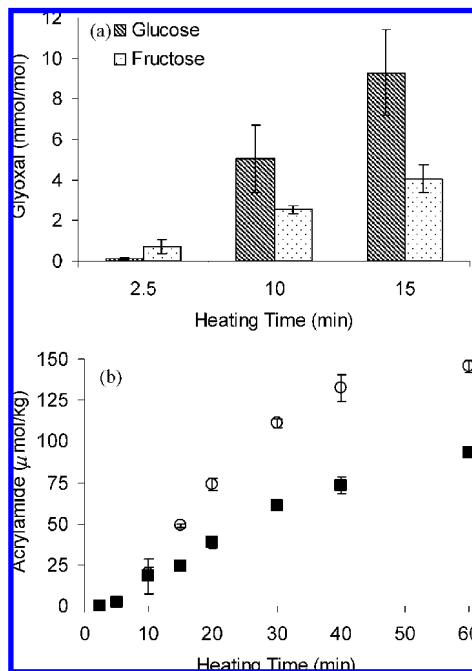 (a)
Glucose
Fructose
Glyoxal (mmol/mol)
12
10
8
6
4
2
0
2.5 10 15
Heating Time (min)
(b)
Acrylamide (μmol/kg)
150
125
100
75
50
25
0
0 10 20 30 40 50 60
Heating Time (min)